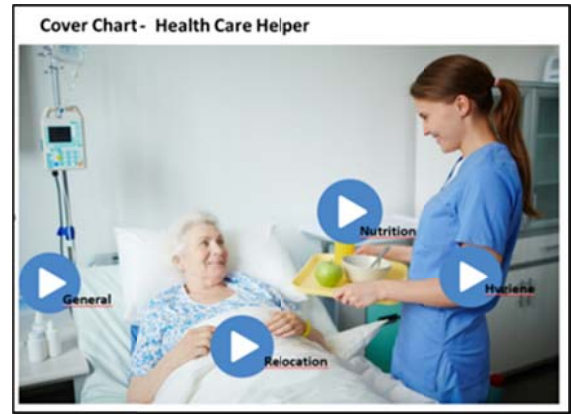 Cover Chart - Health Care Helper
Nutrition
General
Hygiene
Relocation